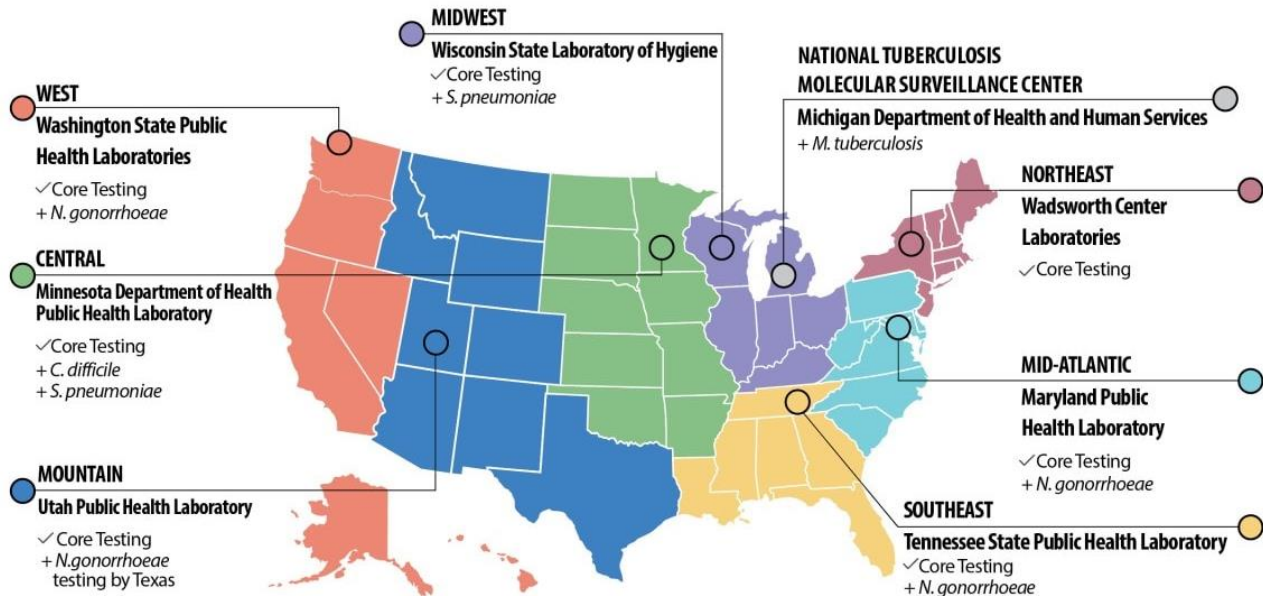 MIDWEST
Wisconsin State Laboratory of Hygiene
✓Core Testing
+ S. pneumoniae
NATIONAL TUBERCULOSIS
MOLECULAR SURVEILLANCE CENTER
Michigan Department of Health and Human Services
+ M. tuberculosis
WEST
Washington State Public
Health Laboratories
✓Core Testing
+ N. gonorrhoeae
NORTHEAST
Wadsworth Center
Laboratories
✓Core Testing
CENTRAL
Minnesota Department of Health
Public Health Laboratory
✓Core Testing
+ C. difficile
+ S. pneumoniae
MID-ATLANTIC
Maryland Public
Health Laboratory
✓Core Testing
+ N. gonorrhoeae
MOUNTAIN
Utah Public Health Laboratory
✓Core Testing
+ N.gonorrhoeae
testing by Texas
SOUTHEAST
Tennessee State Public Health Laboratory
✓Core Testing
+ N. gonorrhoeae